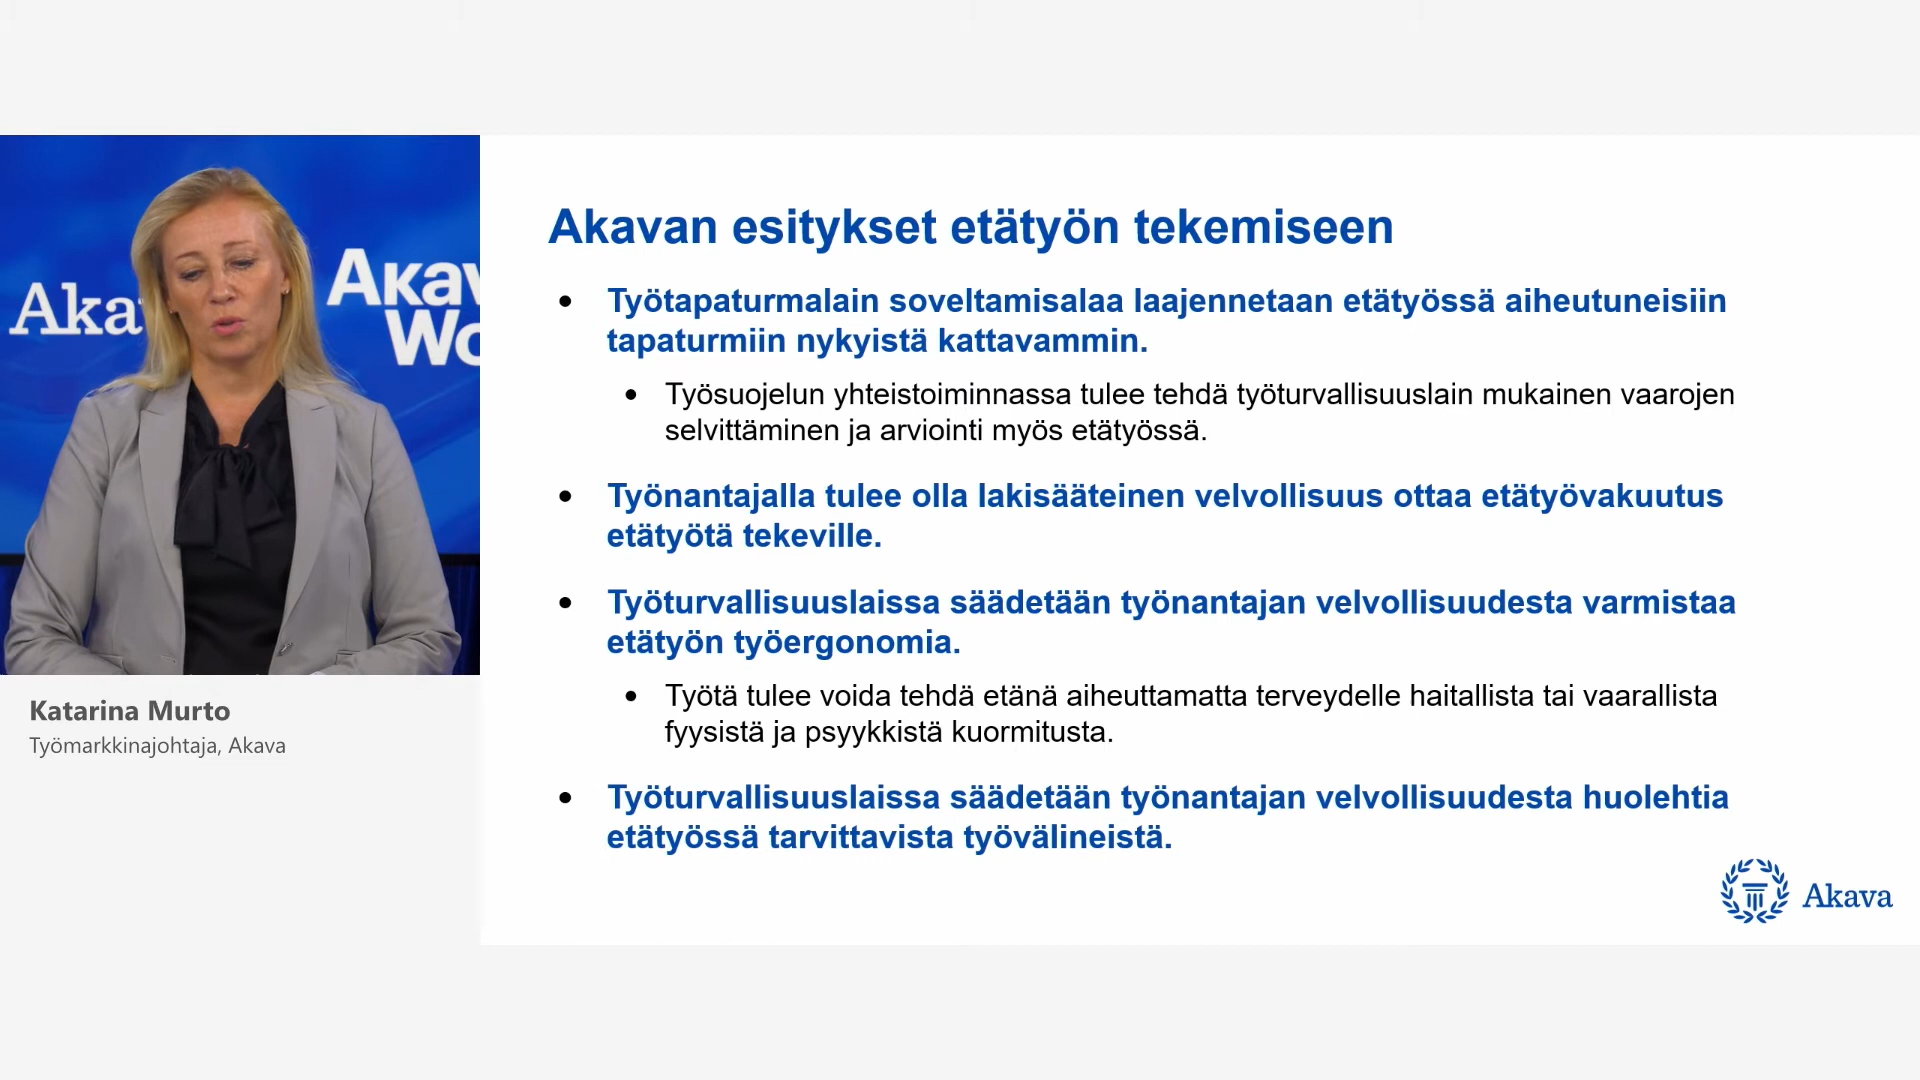 Aka
Akav
Wo
Katarina Murto
Työmarkkinajohtaja, Akava
Akavan esitykset etätyön tekemiseen
Työtapaturmalain soveltamisalaa laajennetaan etätyössä aiheutuneisiin
tapaturmiin nykyistä kattavammin.
Työsuojelun yhteistoiminnassa tulee tehdä työturvallisuuslain mukainen vaarojen
selvittäminen ja arviointi myös etätyössä.
Työnantajalla tulee olla lakisääteinen velvollisuus ottaa etätyövakuutus
etätyötä tekeville.
Työturvallisuuslaissa säädetään työnantajan velvollisuudesta varmistaa
etätyön työergonomia.
Työtä tulee voida tehdä etänä aiheuttamatta terveydelle haitallista tai vaarallista
fyysistä ja psyykkistä kuormitusta.
Työturvallisuuslaissa säädetään työnantajan velvollisuudesta huolehtia
etätyössä tarvittavista työvälineistä.
Akava